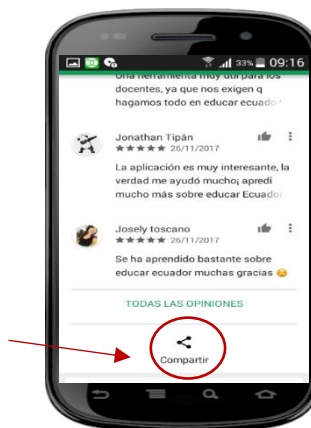 33% 09:16
Una herramienta muy útil para los
docentes, ya que nos exigen q
hagamos todo en educar ecuador
Jonathan Tipán
★★★★★ 26/11/2017
La aplicación es muy interesante, la
verdad me ayudó mucho¡ apredi
mucho más sobre educar Ecuador
Josely toscano
★★★★★ 26/11/2017
Se ha aprendido bastante sobre
educar ecuador muchas gracias 😊
TODAS LAS OPINIONES
Compartir